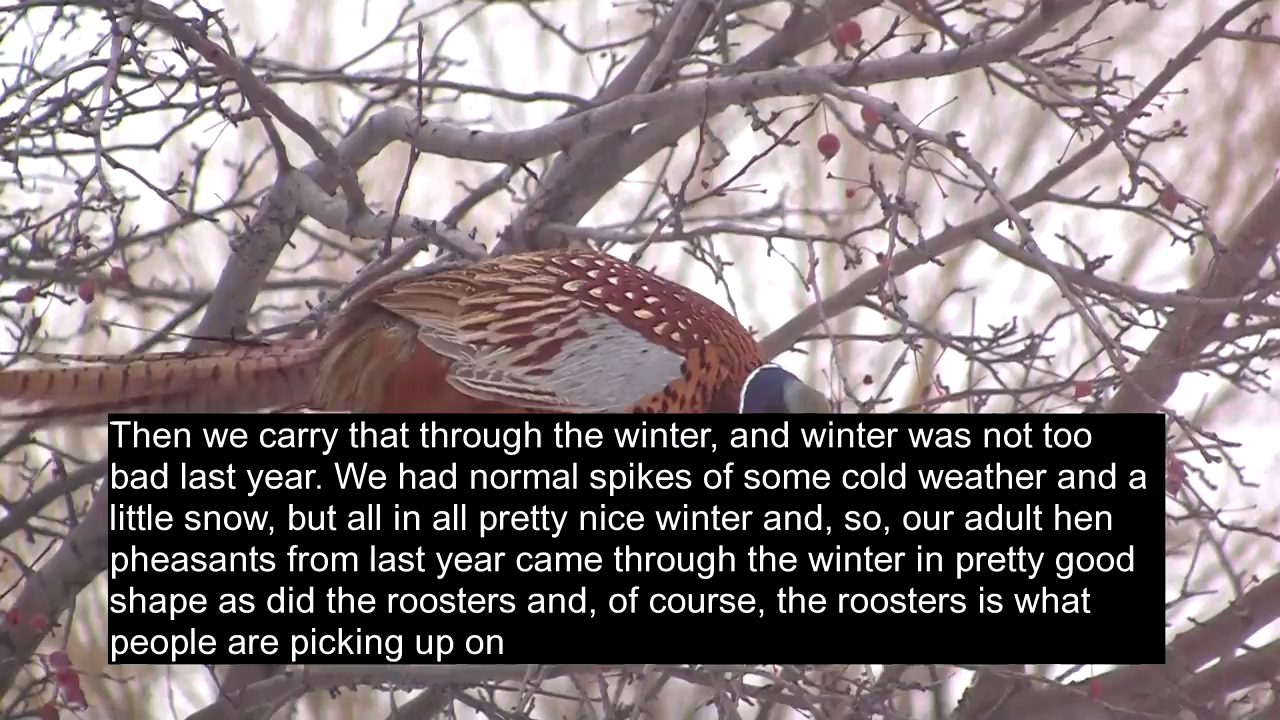 Then we carry that through the winter, and winter was not too
bad last year. We had normal spikes of some cold weather and a
little snow, but all in all pretty nice winter and, so, our adult hen
pheasants from last year came through the winter in pretty good
shape as did the roosters and, of course, the roosters is what
people are picking up on